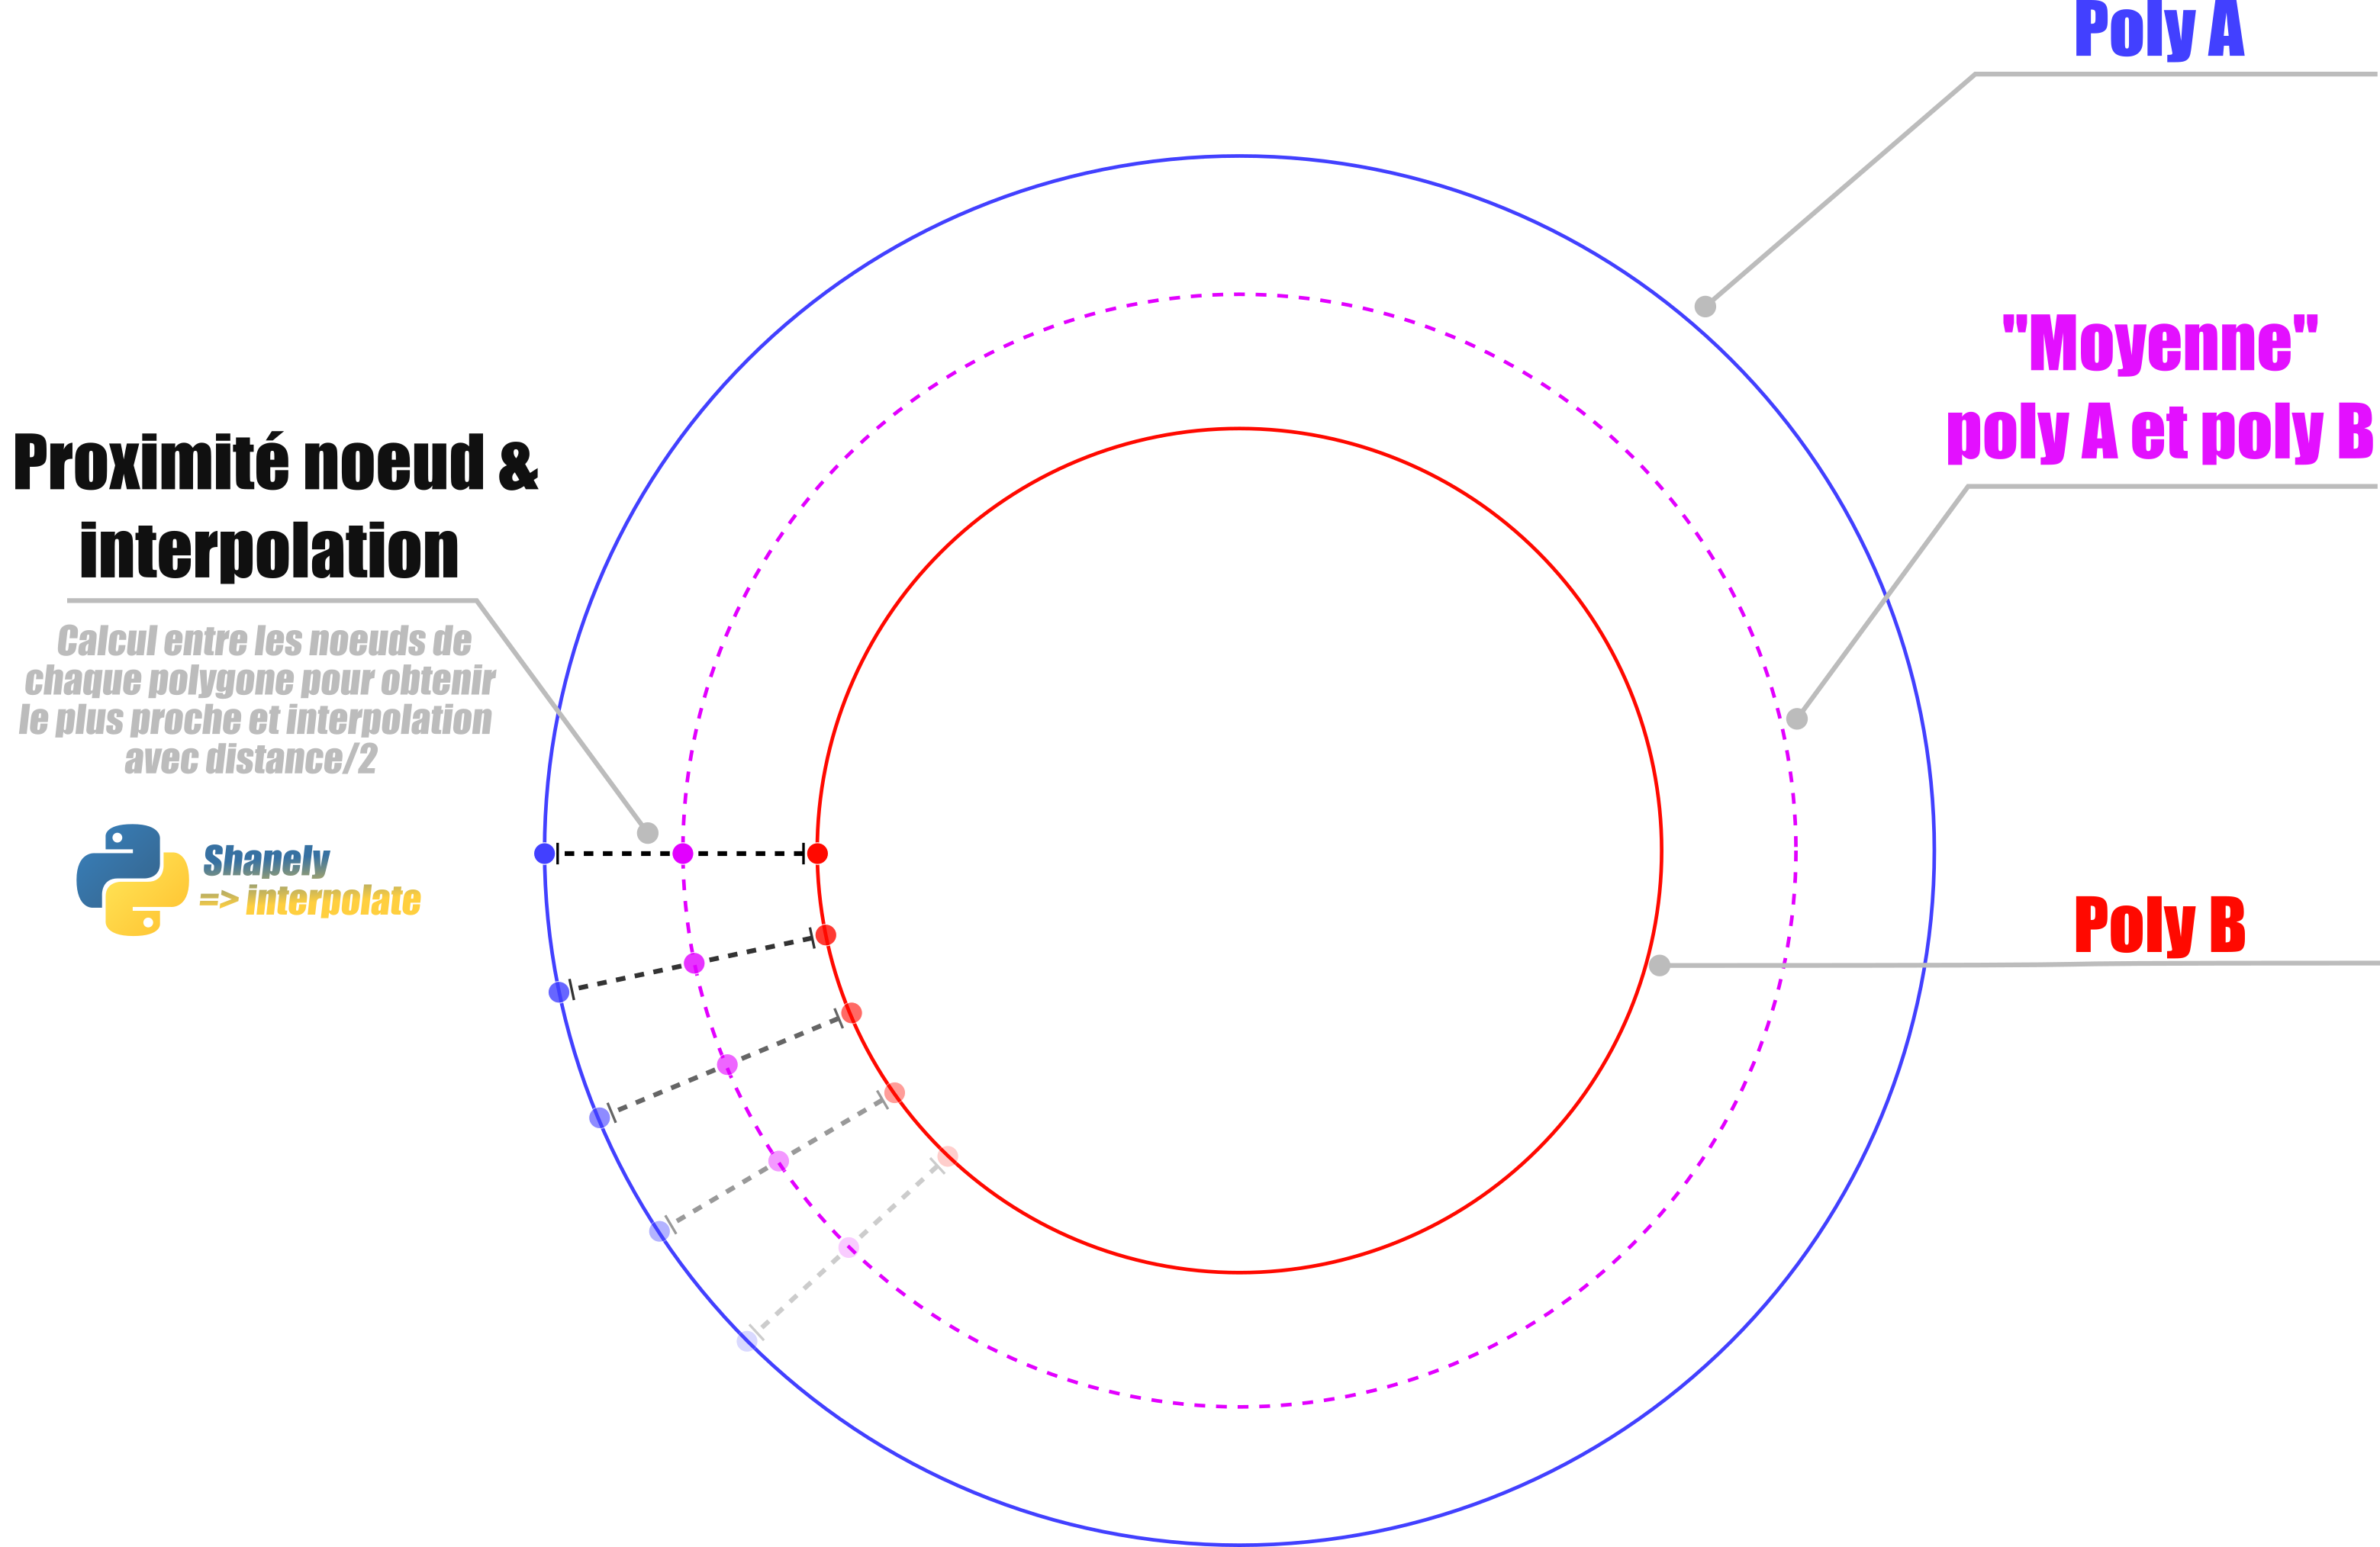 Poly A
"Moyenne"
poly A et poly B
Proximité noeud &
interpolation
Calcul entre les noeuds de
chaque polygone pour obtenir
le plus proche et interpolation
avec distance/2
Shapely
=> interpolate
Poly B